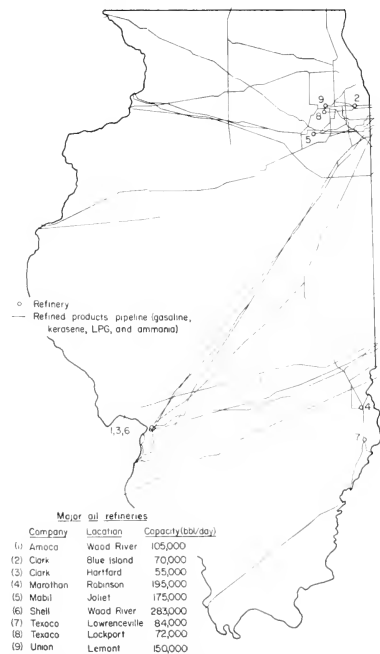 9
2
8
5
○ Refinery
— Refined products pipeline (gasoline,
kerosene, LPG, and ammonia)
1,3,6
4
7
Major oil refineries
Company Location Capacity (bbl/day)
(1) Amoco Wood River 105,000
(2) Clark Blue Island 70,000
(3) Clark Hartford 55,000
(4) Marathon Robinson 195,000
(5) Mobil Joliet 175,000
(6) Shell Wood River 283,000
(7) Texaco Lawrenceville 84,000
(8) Texaco Lockport 72,000
(9) Union Lemont 150,000